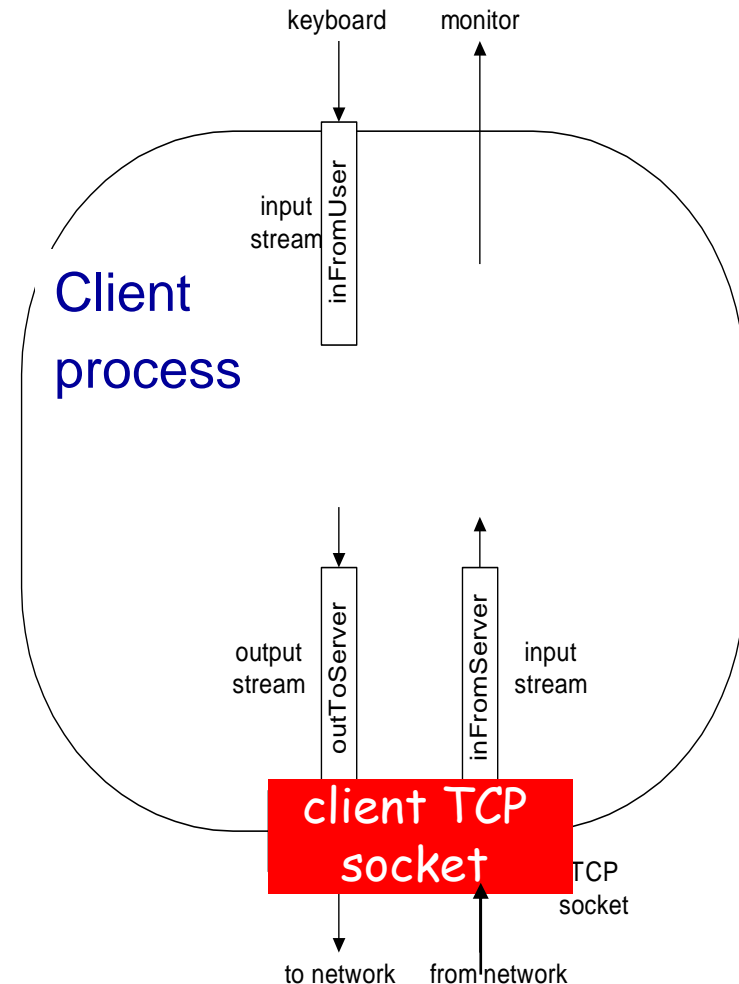 keyboard
monitor
input
stream
inFromUser
Client
process
output
stream
outToServer
inFromServer
input
stream
client TCP
socket
TCP
socket
to network
from network